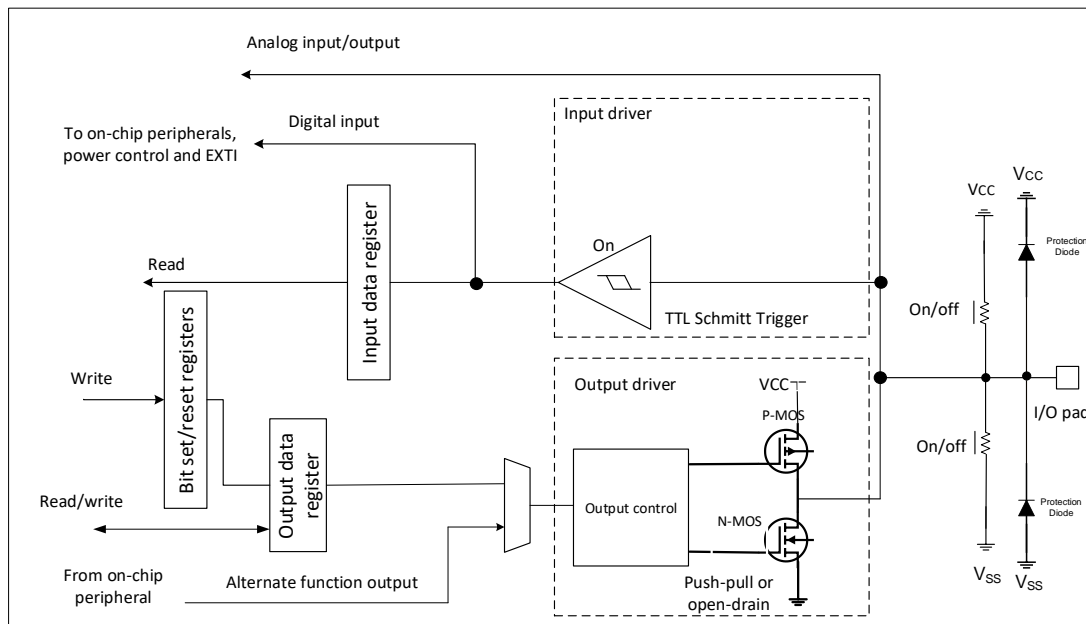 Analog input/output
To on-chip peripherals,
power control and EXTI
Digital input
Input driver
On
TTL Schmitt Trigger
Read
Input data register
Bit set/reset registers
Write
Output data
register
Read/write
From on-chip
peripheral
Alternate function output
Output driver
VCC
P-MOS
Output control
N-MOS
Push-pull or
open-drain
VCC
VCC
Protection
Diode
On/off
I/O pad
On/off
Protection
Diode
VSS
VSS